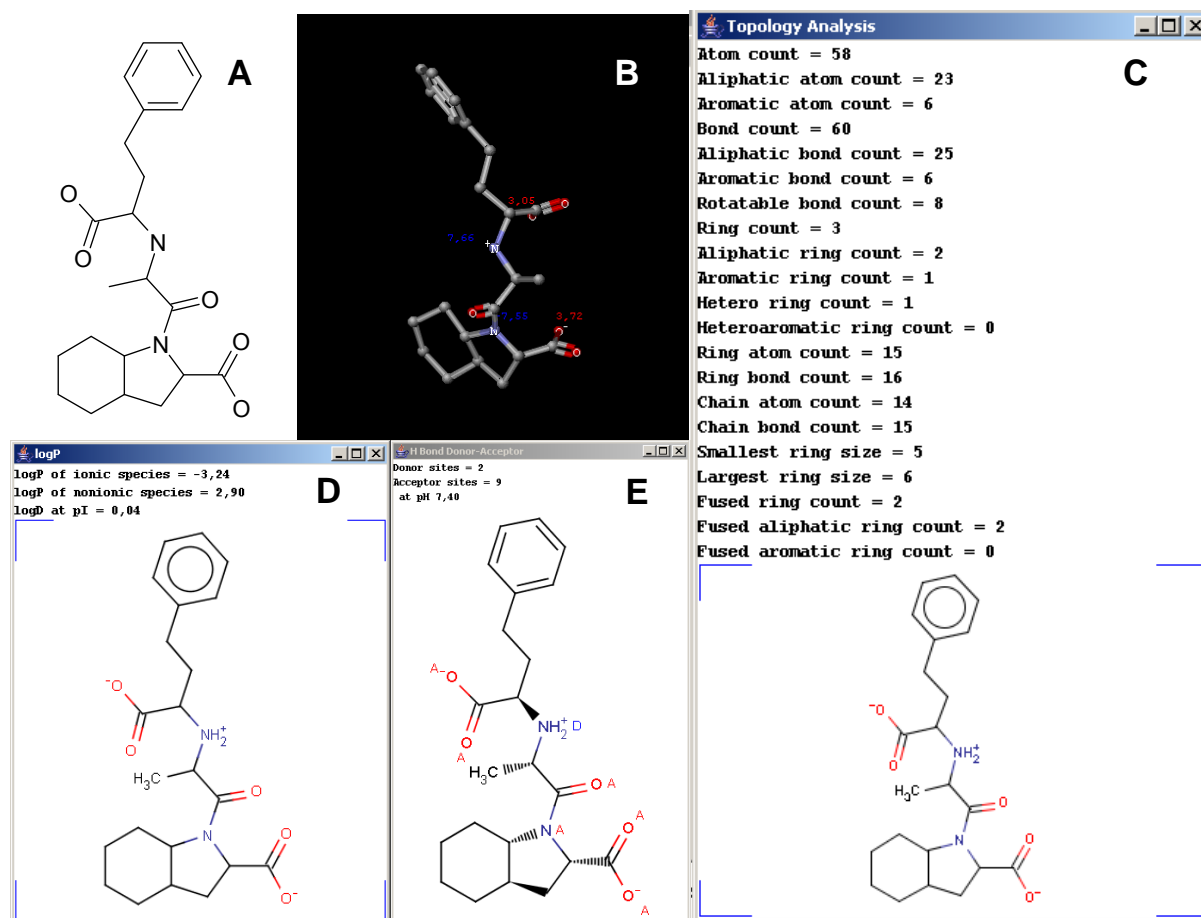 A
O
O
N
O
N
O
O
B
3,05
O
O
7,66
+
N
O
7,55
N
3,72
O-
O
Topology Analysis
C
Atom count = 58
Aliphatic atom count = 23
Aromatic atom count = 6
Bond count = 60
Aliphatic bond count = 25
Aromatic bond count = 6
Rotatable bond count = 8
Ring count = 3
Aliphatic ring count = 2
Aromatic ring count = 1
Hetero ring count = 1
Heteroaromatic ring count = 0
Ring atom count = 15
Ring bond count = 16
Chain atom count = 14
Chain bond count = 15
Smallest ring size = 5
Largest ring size = 6
Fused ring count = 2
Fused aliphatic ring count = 2
Fused aromatic ring count = 0
-O
O
NH2+
H3C
O
N
O
O-
logP
logP of ionic species = -3,24
logP of nonionic species = 2,90
logD at pI = 0,04
D
-O
O
NH2+
H3C
O
N
O
O-
H Bond Donor-Acceptor
Donor sites = 2
Acceptor sites = 9
at pH 7,40
E
A -O
O
A
NH2+ D
H3C
O A
N A
A
O
O-
A